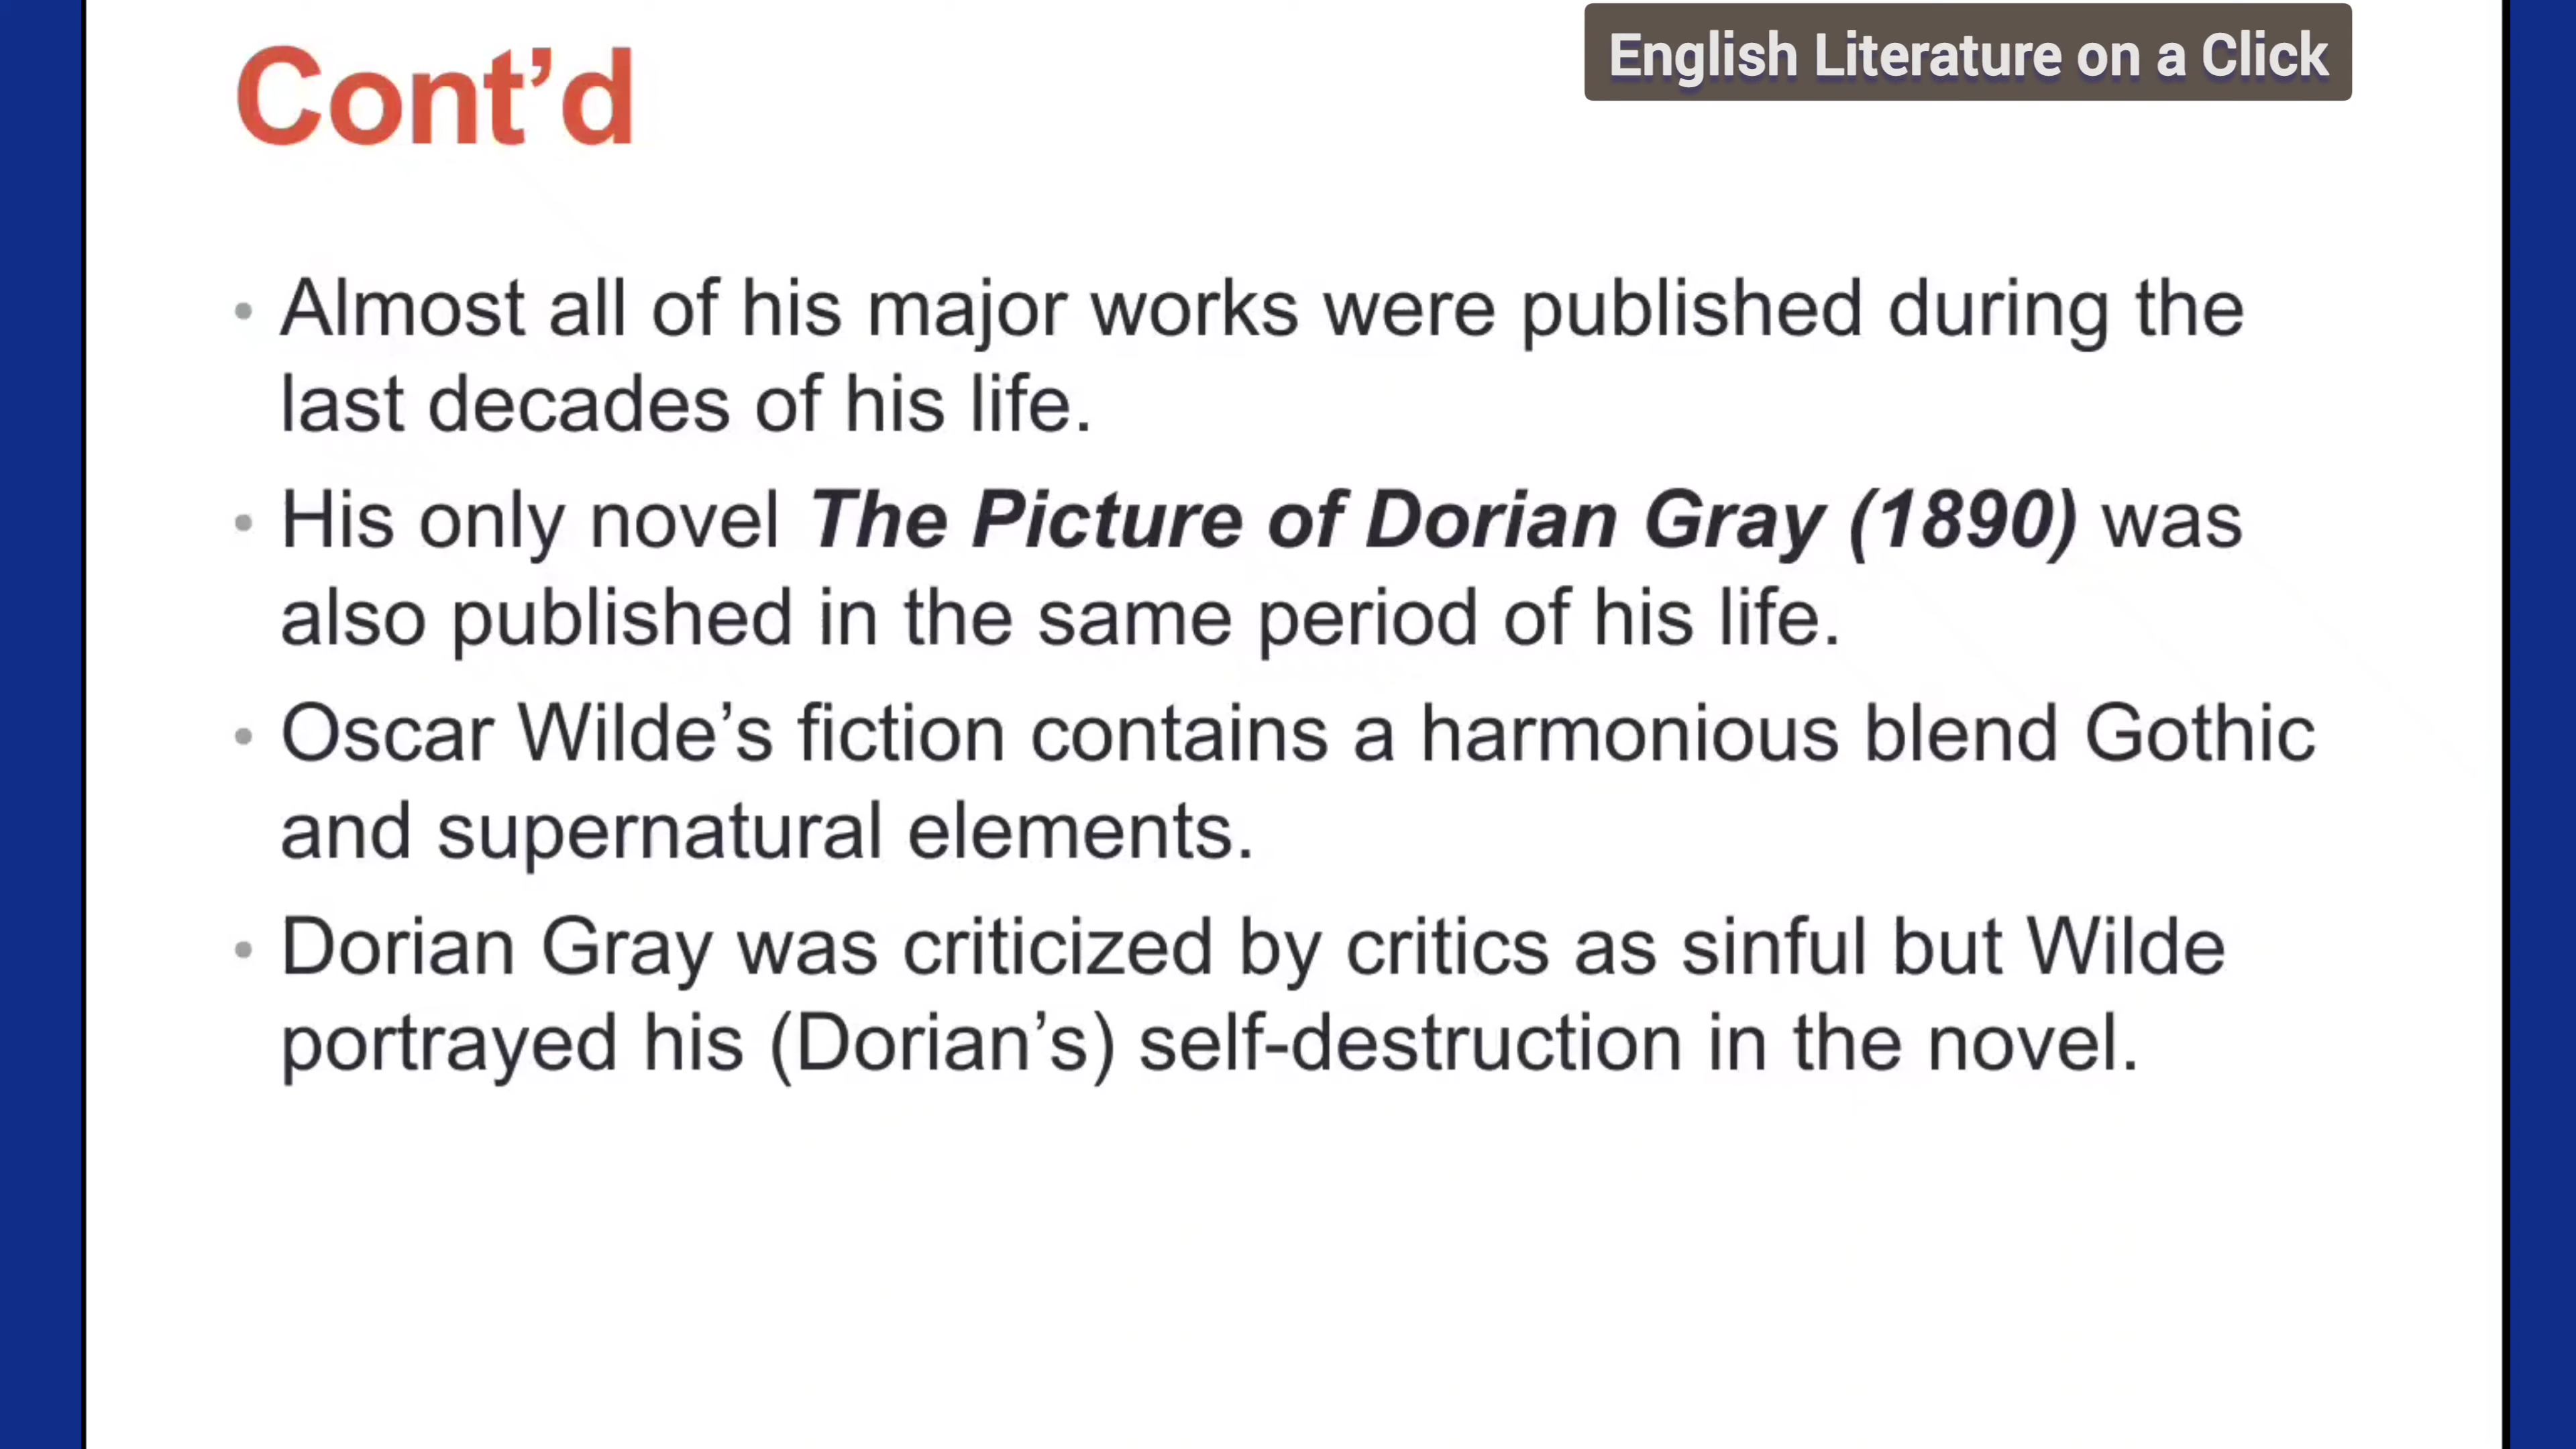 Cont’d
English Literature on a Click
• Almost all of his major works were published during the
last decades of his life.
• His only novel The Picture of Dorian Gray (1890) was
also published in the same period of his life.
• Oscar Wilde’s fiction contains a harmonious blend Gothic
and supernatural elements.
• Dorian Gray was criticized by critics as sinful but Wilde
portrayed his (Dorian’s) self-destruction in the novel.